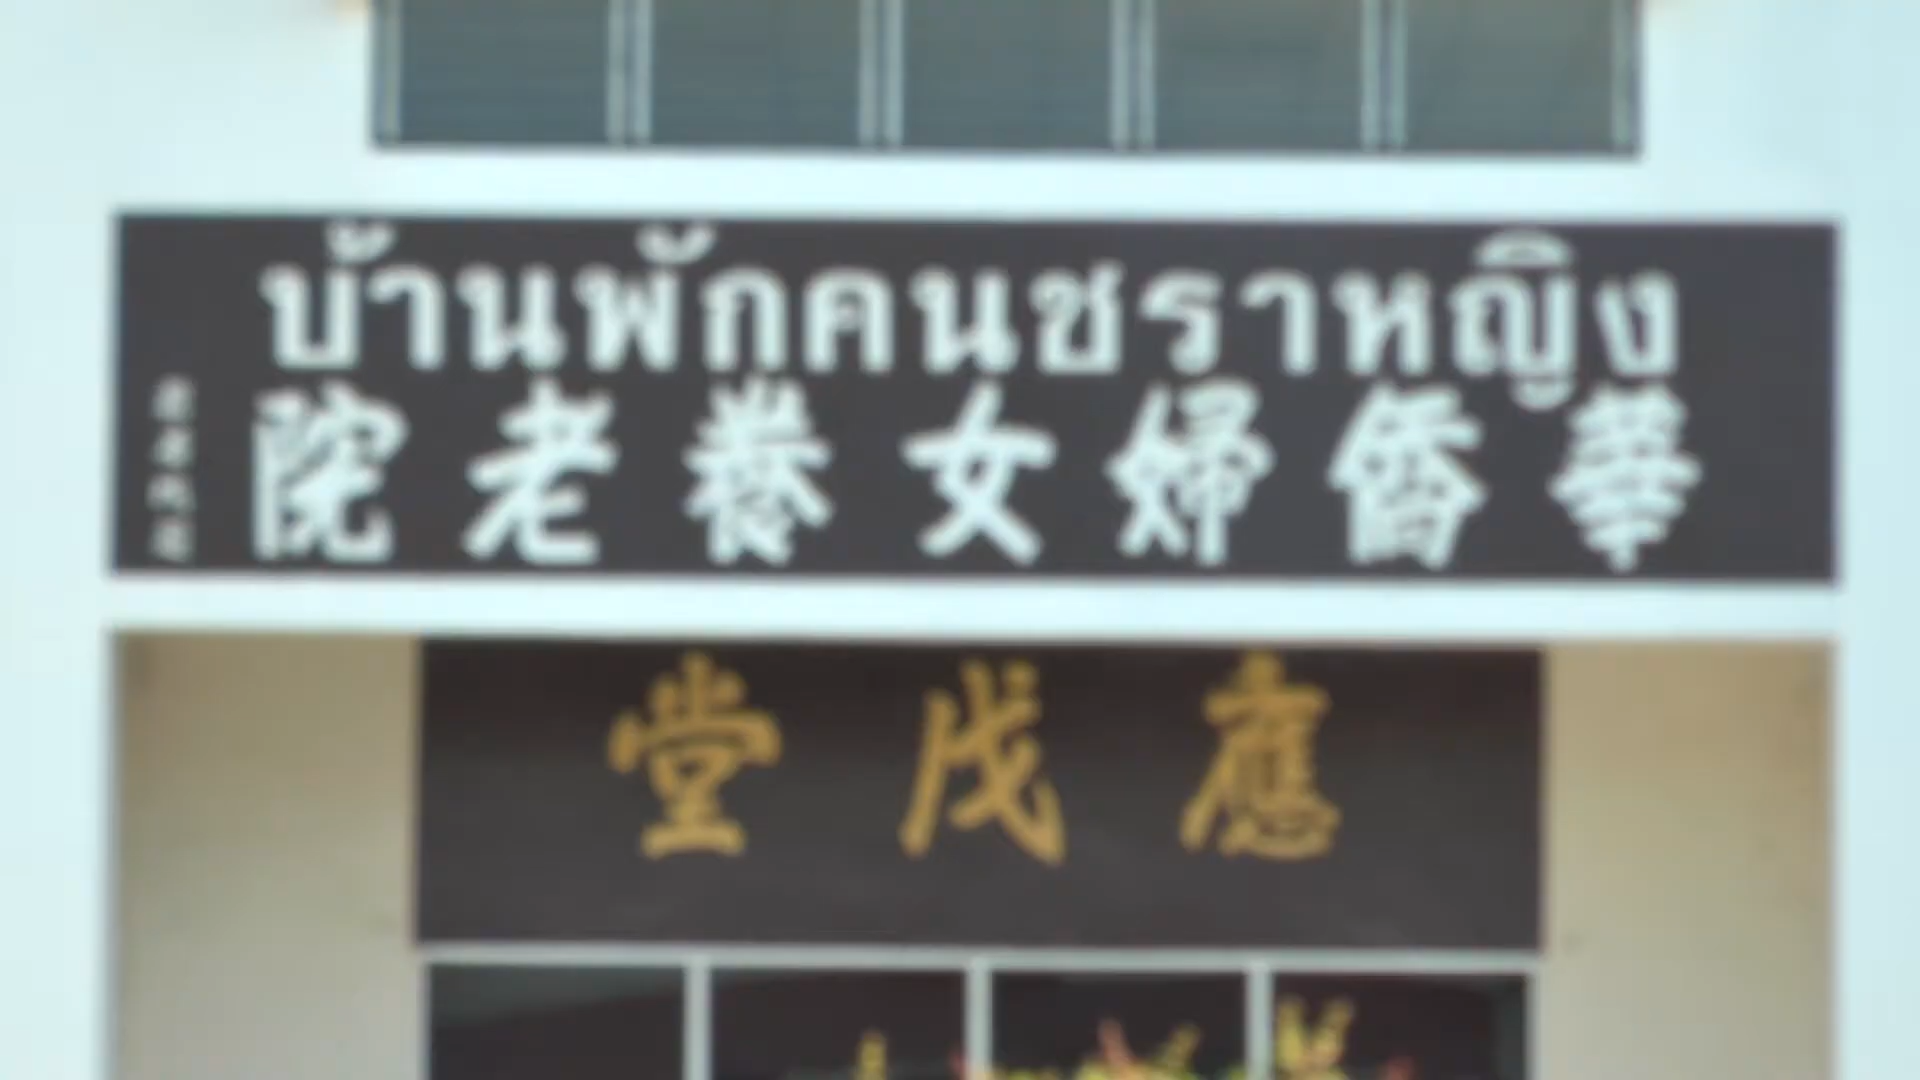 บ้านพักคนชราหญิง
華僑婦女養老院
應戊堂